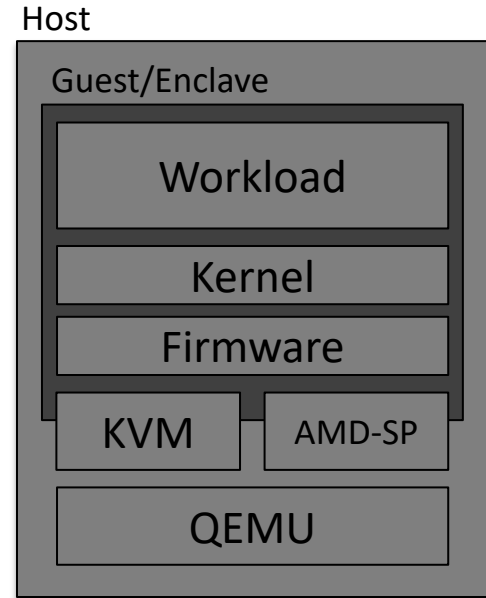 Host
Guest/Enclave
Workload
Kernel
Firmware
KVM
AMD-SP
QEMU